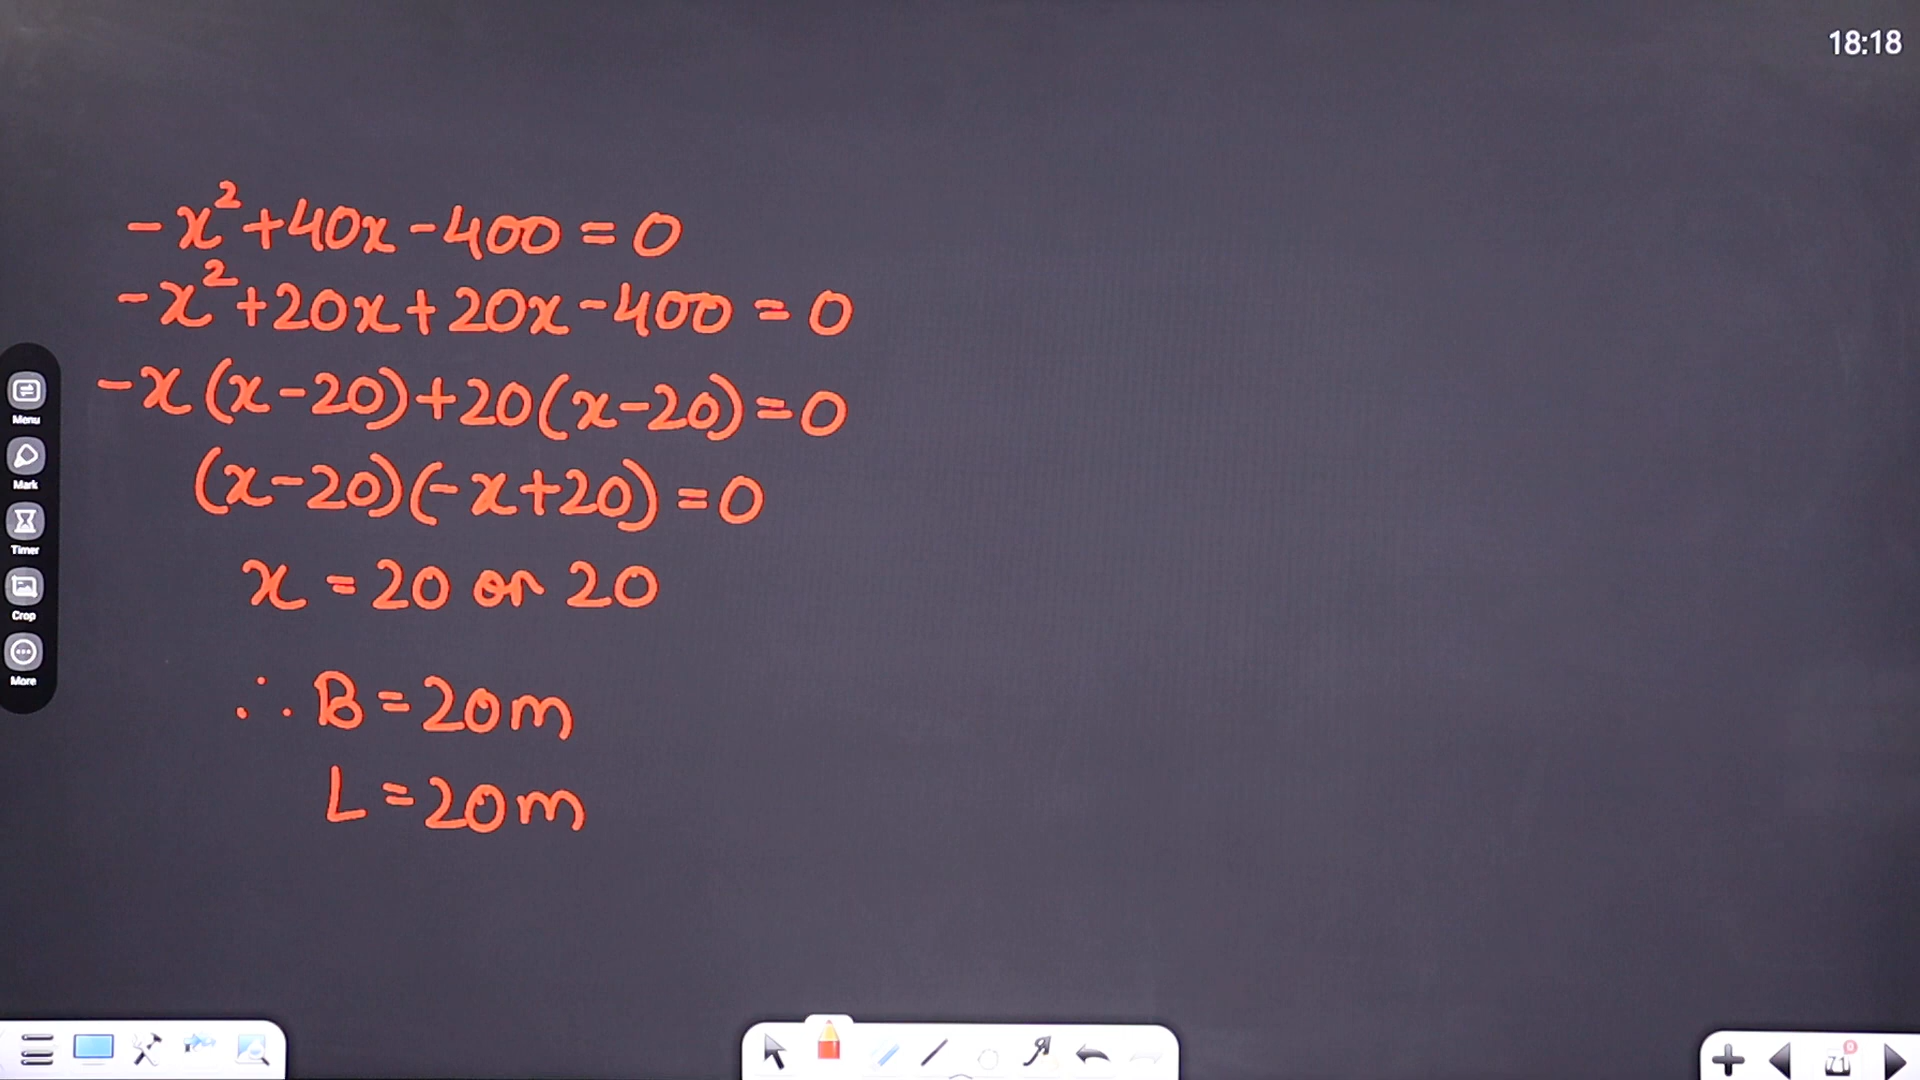 18:18
-x²+40x-400=0
-x²+20x+20x-400=0
-x(x-20)+20(x-20)=0
(x-20)(-x+20)=0
x=20 or 20
∴ B=20m
L=20m
Menu
Mark
Timer
Crop
More